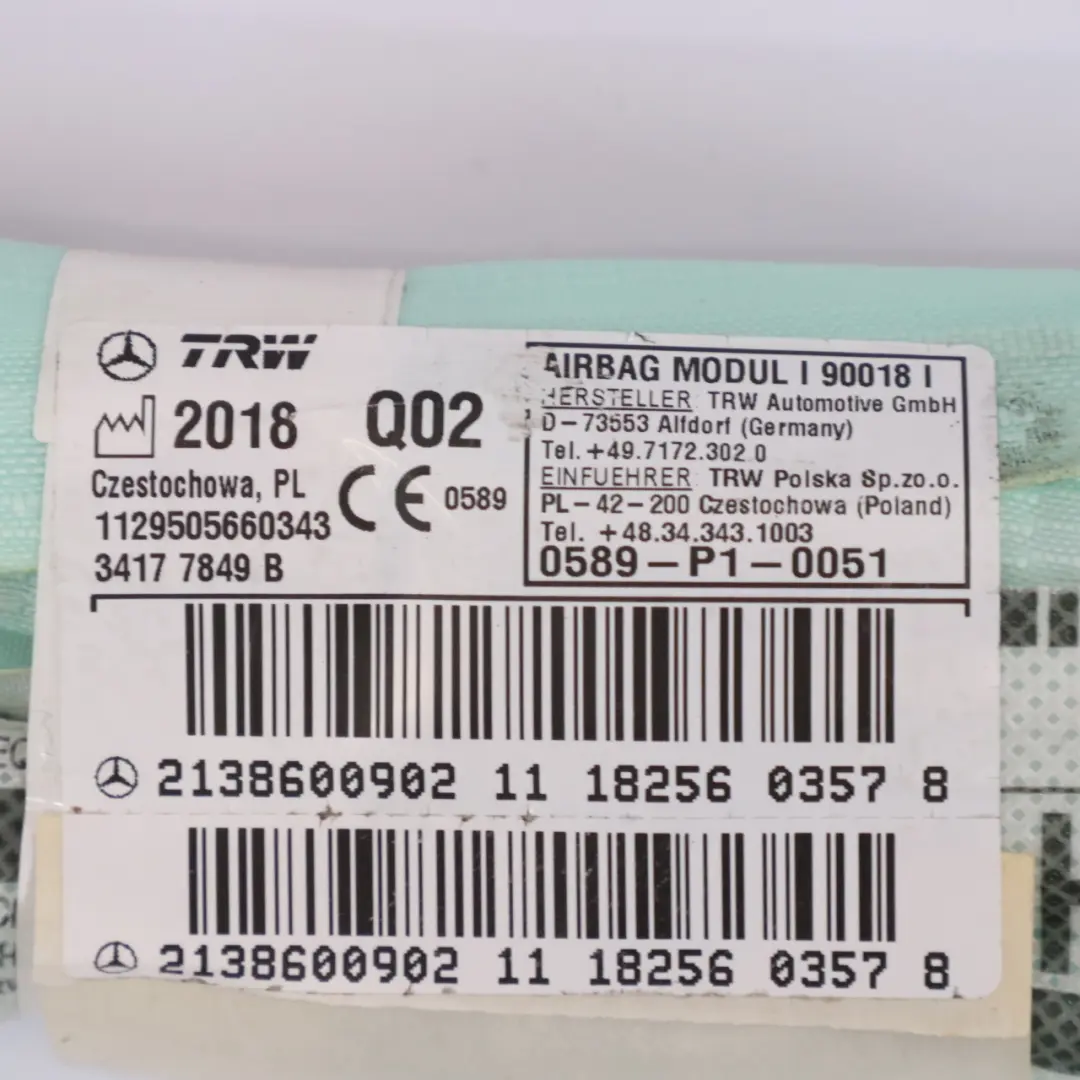 TRW
2018 Q02
Czestochowa, PL
CE 0589
1129505660343
3417 7849 B
AIRBAG MODUL I 90018 I
HERSTELLER: TRW Automotive GmbH
D-73553 Alfdorf (Germany)
Tel. +49.7172.302 0
EINFUEHRER: TRW Polska Sp.zo.o.
PL-42-200 Czestochowa (Poland)
Tel. +48.34.343.1003
0589-P1-0051
2138600902 11 18256 0357 8
2138600902 11 18256 0357 8